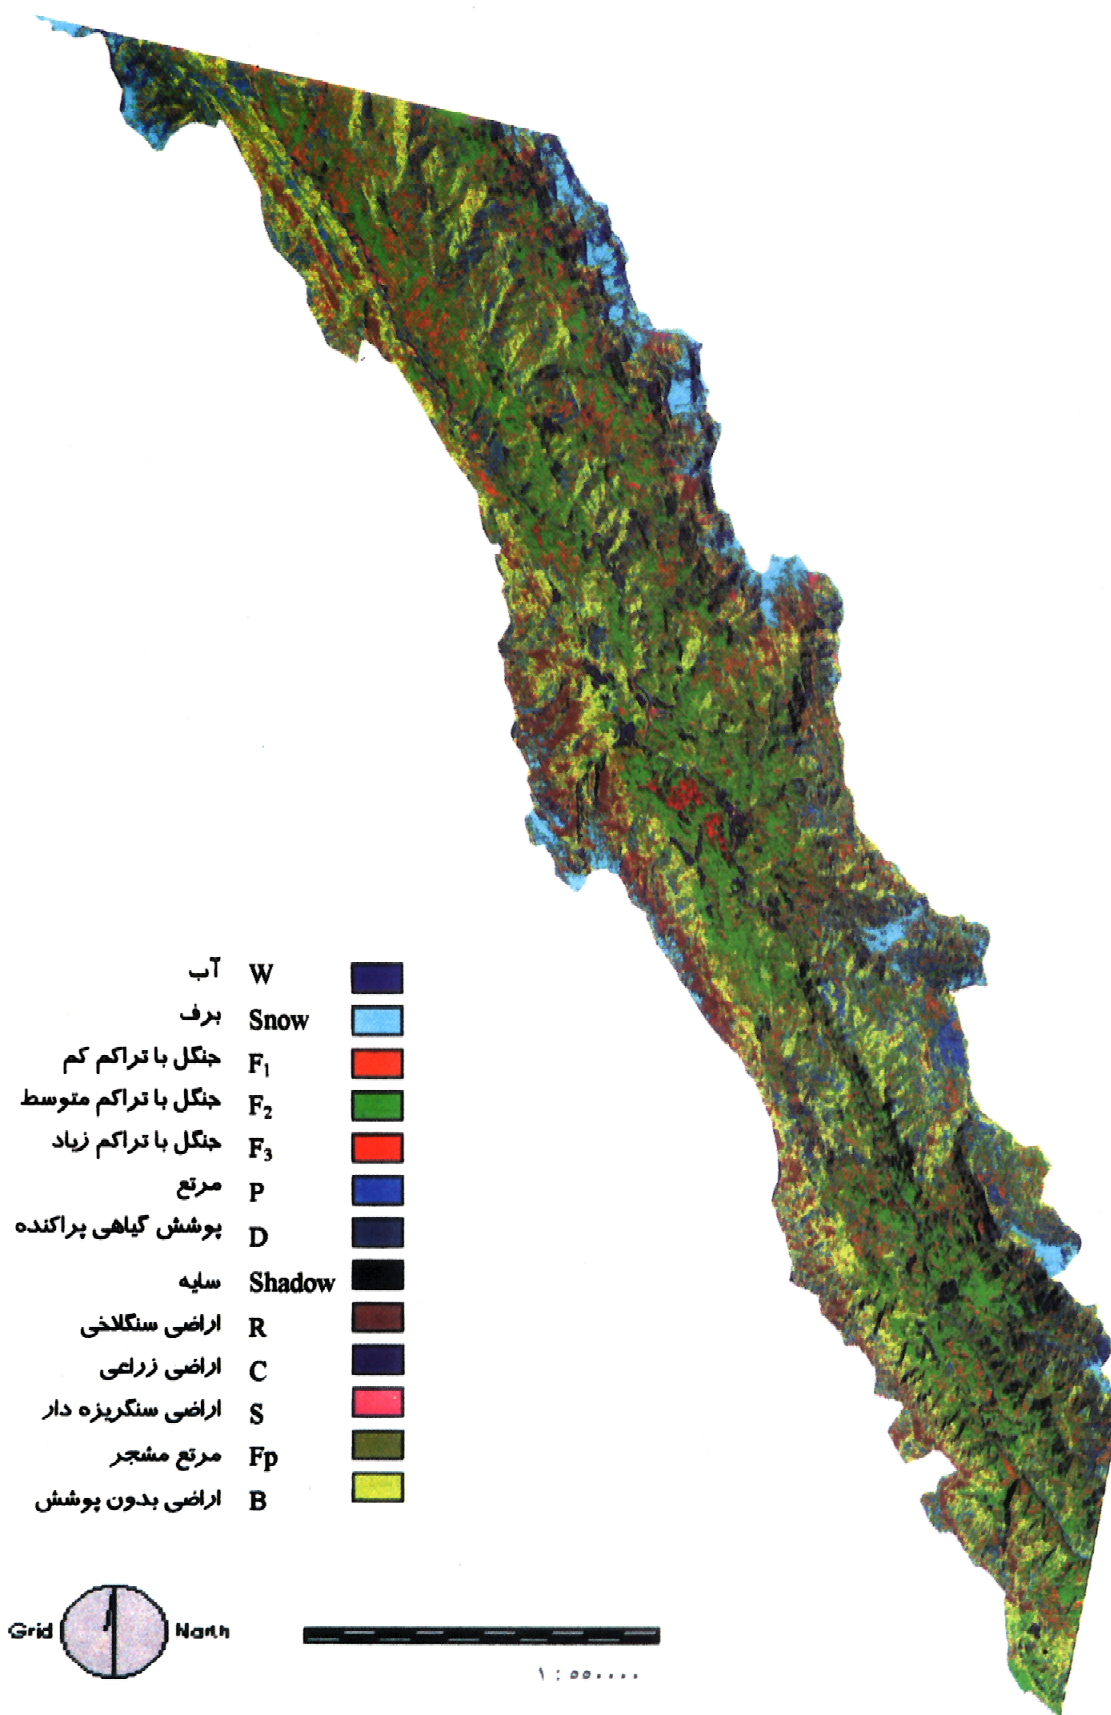 آب W
برف Snow
جنگل با تراکم کم F₁
جنگل با تراکم متوسط F₂
جنگل با تراکم زیاد F₃
مرتع P
پوشش گیاهی پراکنده D
سایه Shadow
اراضی سنگلاخی R
اراضی زراعی C
اراضی سنگریزه دار S
مرتع مشجر Fp
اراضی بدون پوشش B
Grid North
۱ : ۵۵۰۰۰۰